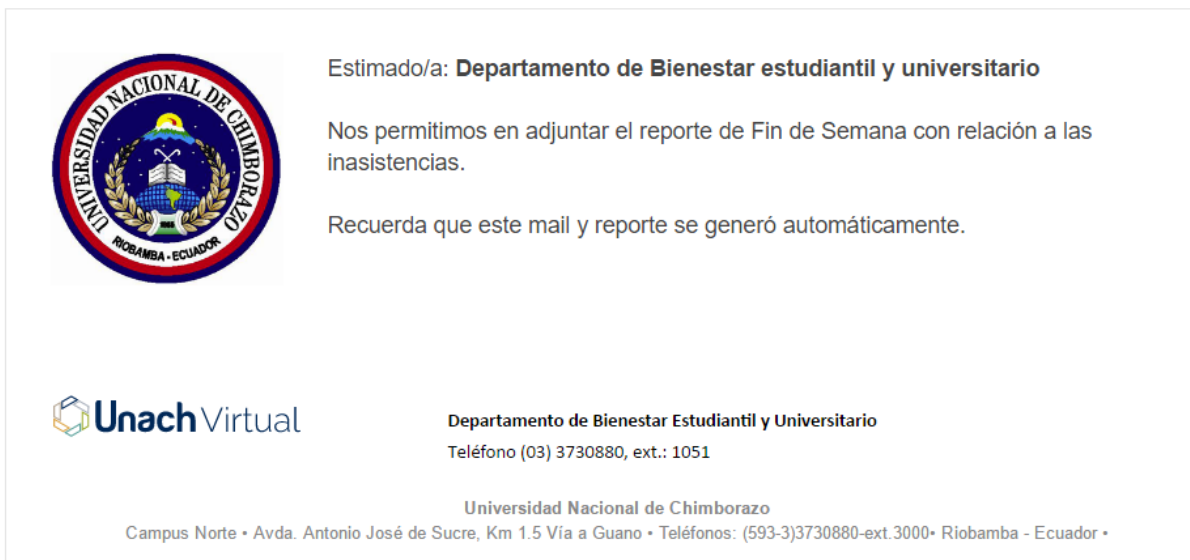 UNIVERSIDAD NACIONAL DE CHIMBORAZO
RIOBAMBA - ECUADOR
Estimado/a: Departamento de Bienestar estudiantil y universitario
Nos permitimos en adjuntar el reporte de Fin de Semana con relación a las
inasistencias.
Recuerda que este mail y reporte se generó automáticamente.
Unach Virtual
Departamento de Bienestar Estudiantil y Universitario
Teléfono (03) 3730880, ext.: 1051
Universidad Nacional de Chimborazo
Campus Norte • Avda. Antonio José de Sucre, Km 1.5 Vía a Guano • Teléfonos: (593-3)3730880-ext.3000• Riobamba - Ecuador •